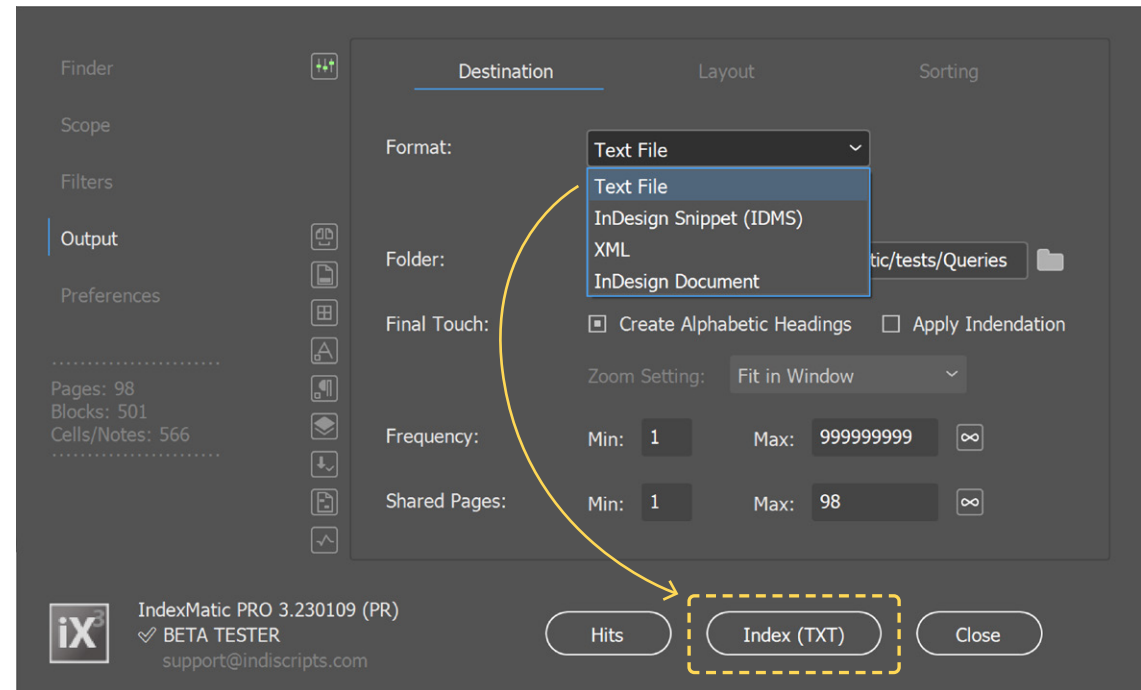 Finder
Scope
Filters
Output
Preferences
Pages: 98
Blocks: 501
Cells/Notes: 566
Destination Layout Sorting
Format: Text File
Text File
InDesign Snippet (IDMS)
XML
InDesign Document
Folder: tic/tests/Queries
Final Touch: Create Alphabetic Headings Apply Indendation
Zoom Setting: Fit in Window
Frequency: Min: 1 Max: 999999999 ∞
Shared Pages: Min: 1 Max: 98 ∞
iX3
IndexMatic PRO 3.230109 (PR)
BETA TESTER
support@indiscripts.com
Hits Index (TXT) Close